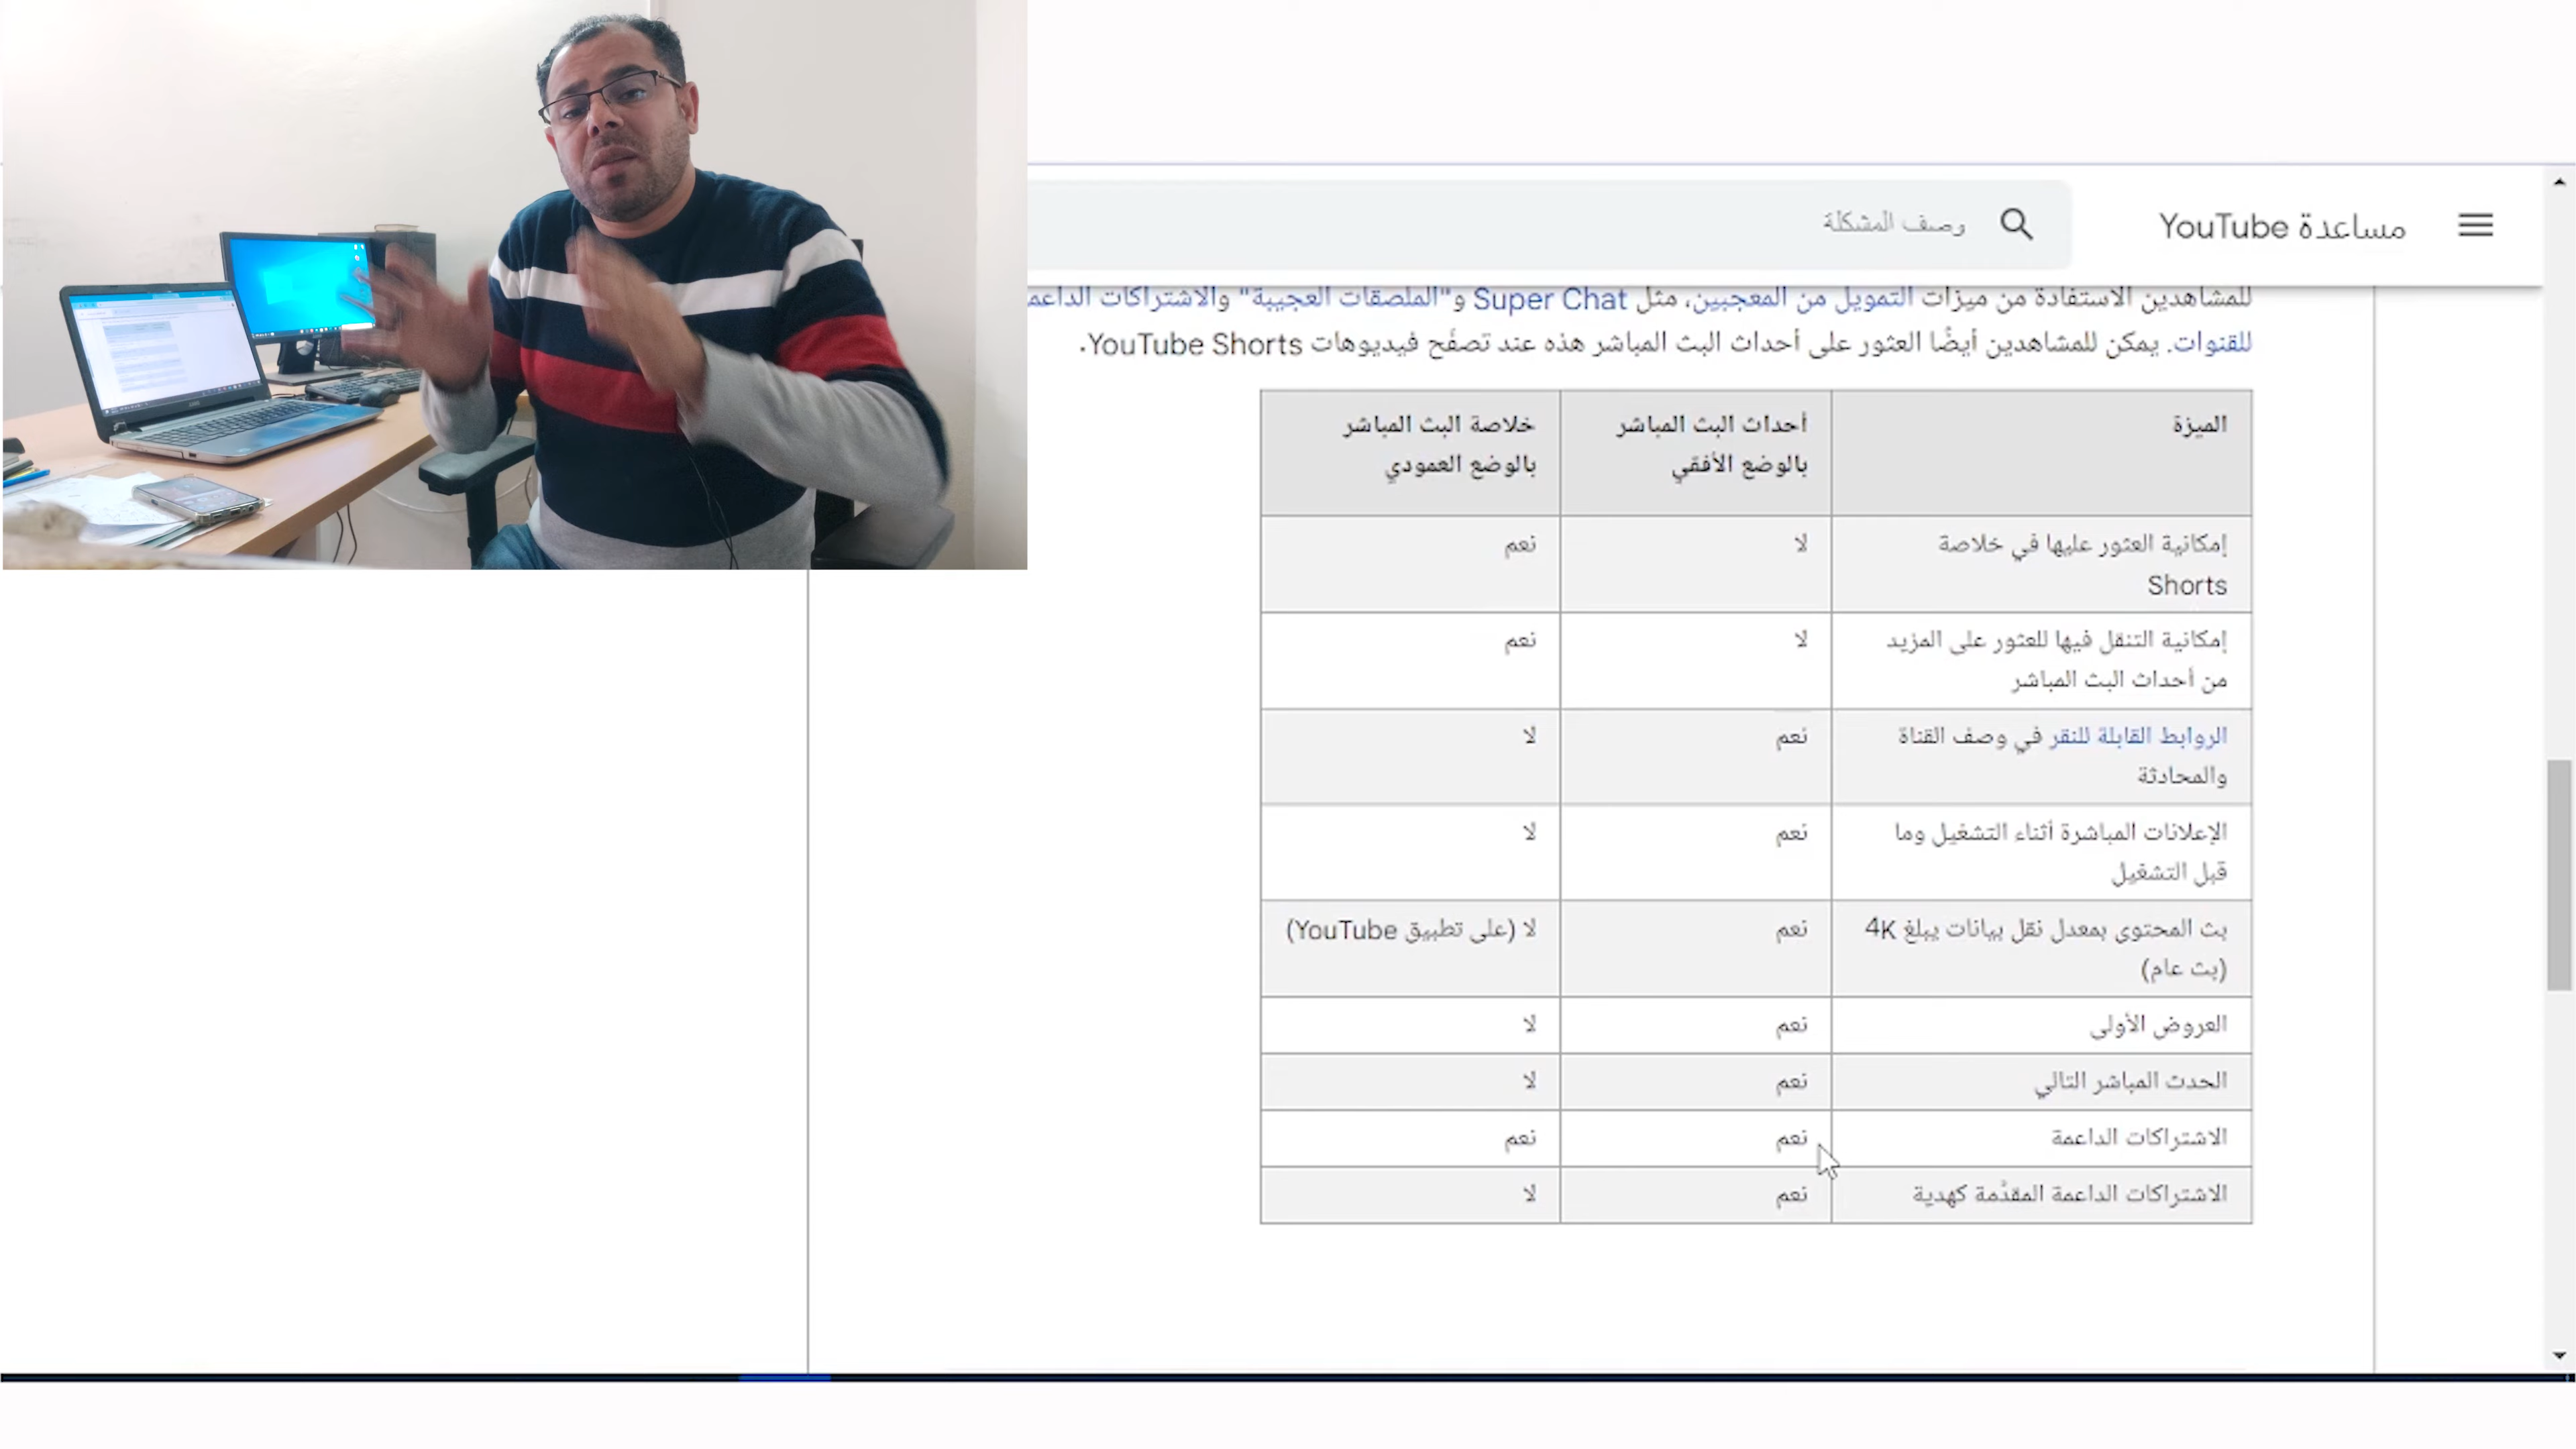 مساعدة YouTube
وصف المشكلة
للمشاهدين الاستفادة من ميزات التمويل من المعجبين، مثل Super Chat و"الملصقات العجيبة" والاشتراكات
للقنوات. يمكن للمشاهدين أيضًا العثور على أحداث البث المباشر هذه عند تصفّح فيديوهات YouTube Shorts.
الميزة
أحداث البث المباشر
بالوضع الأفقي
خلاصة البث المباشر
بالوضع العمودي
إمكانية العثور عليها في خلاصة
Shorts
لا
نعم
إمكانية التنقل فيها للعثور على المزيد
من أحداث البث المباشر
لا
نعم
الروابط القابلة للنقر في وصف القناة
والمحادثة
نعم
لا
الإعلانات المباشرة أثناء التشغيل وما
قبل التشغيل
نعم
لا
بث المحتوى بمعدل نقل بيانات يبلغ 4K
(بث عام)
نعم
لا (على تطبيق YouTube)
العروض الأولى
نعم
لا
الحدث المباشر التالي
نعم
لا
الاشتراكات الداعمة
نعم
نعم
الاشتراكات الداعمة المقدَّمة كهدية
نعم
لا